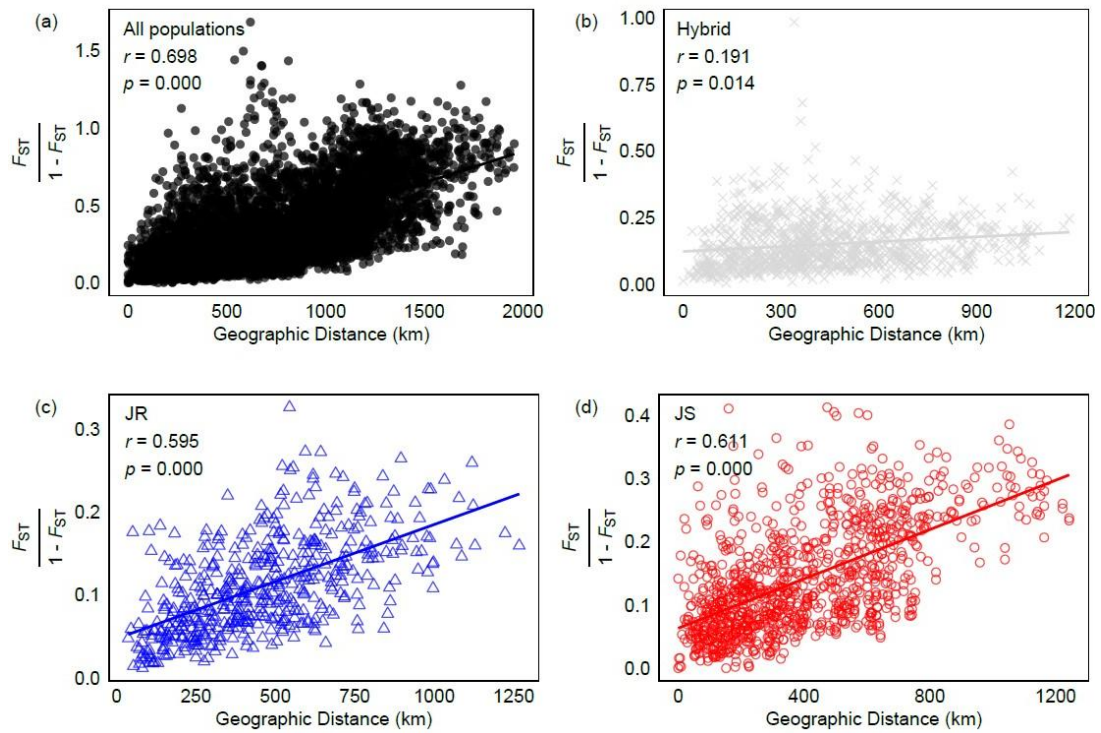 (a)
All populations
r = 0.698
p = 0.000
1.5
1.0
0.5
0.0
FST
1 - FST
0
500
1000
1500
2000
Geographic Distance (km)
(b)
Hybrid
r = 0.191
p = 0.014
1.00
0.75
0.50
0.25
0.00
FST
1 - FST
0
300
600
900
1200
Geographic Distance (km)
(c)
JR
r = 0.595
p = 0.000
0.3
0.2
0.1
0.0
FST
1 - FST
0
250
500
750
1000
1250
Geographic Distance (km)
(d)
JS
r = 0.611
p = 0.000
0.4
0.3
0.2
0.1
0.0
FST
1 - FST
0
400
800
1200
Geographic Distance (km)